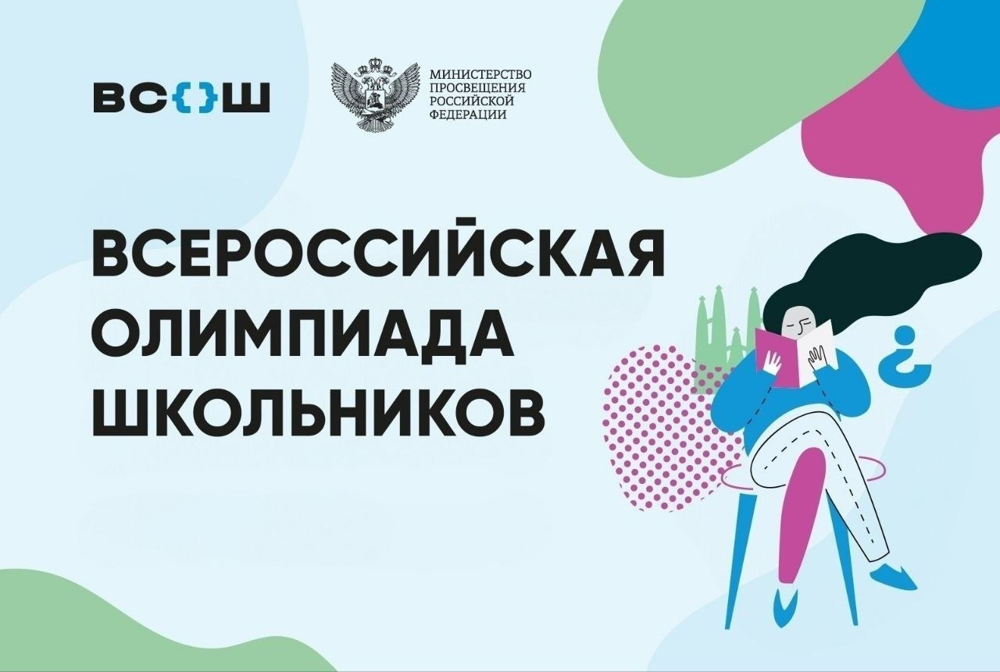 ВС{}Ш
МИНИСТЕРСТВО
ПРОСВЕЩЕНИЯ
РОССИЙСКОЙ
ФЕДЕРАЦИИ
ВСЕРОССИЙСКАЯ
ОЛИМПИАДА
ШКОЛЬНИКОВ
¿